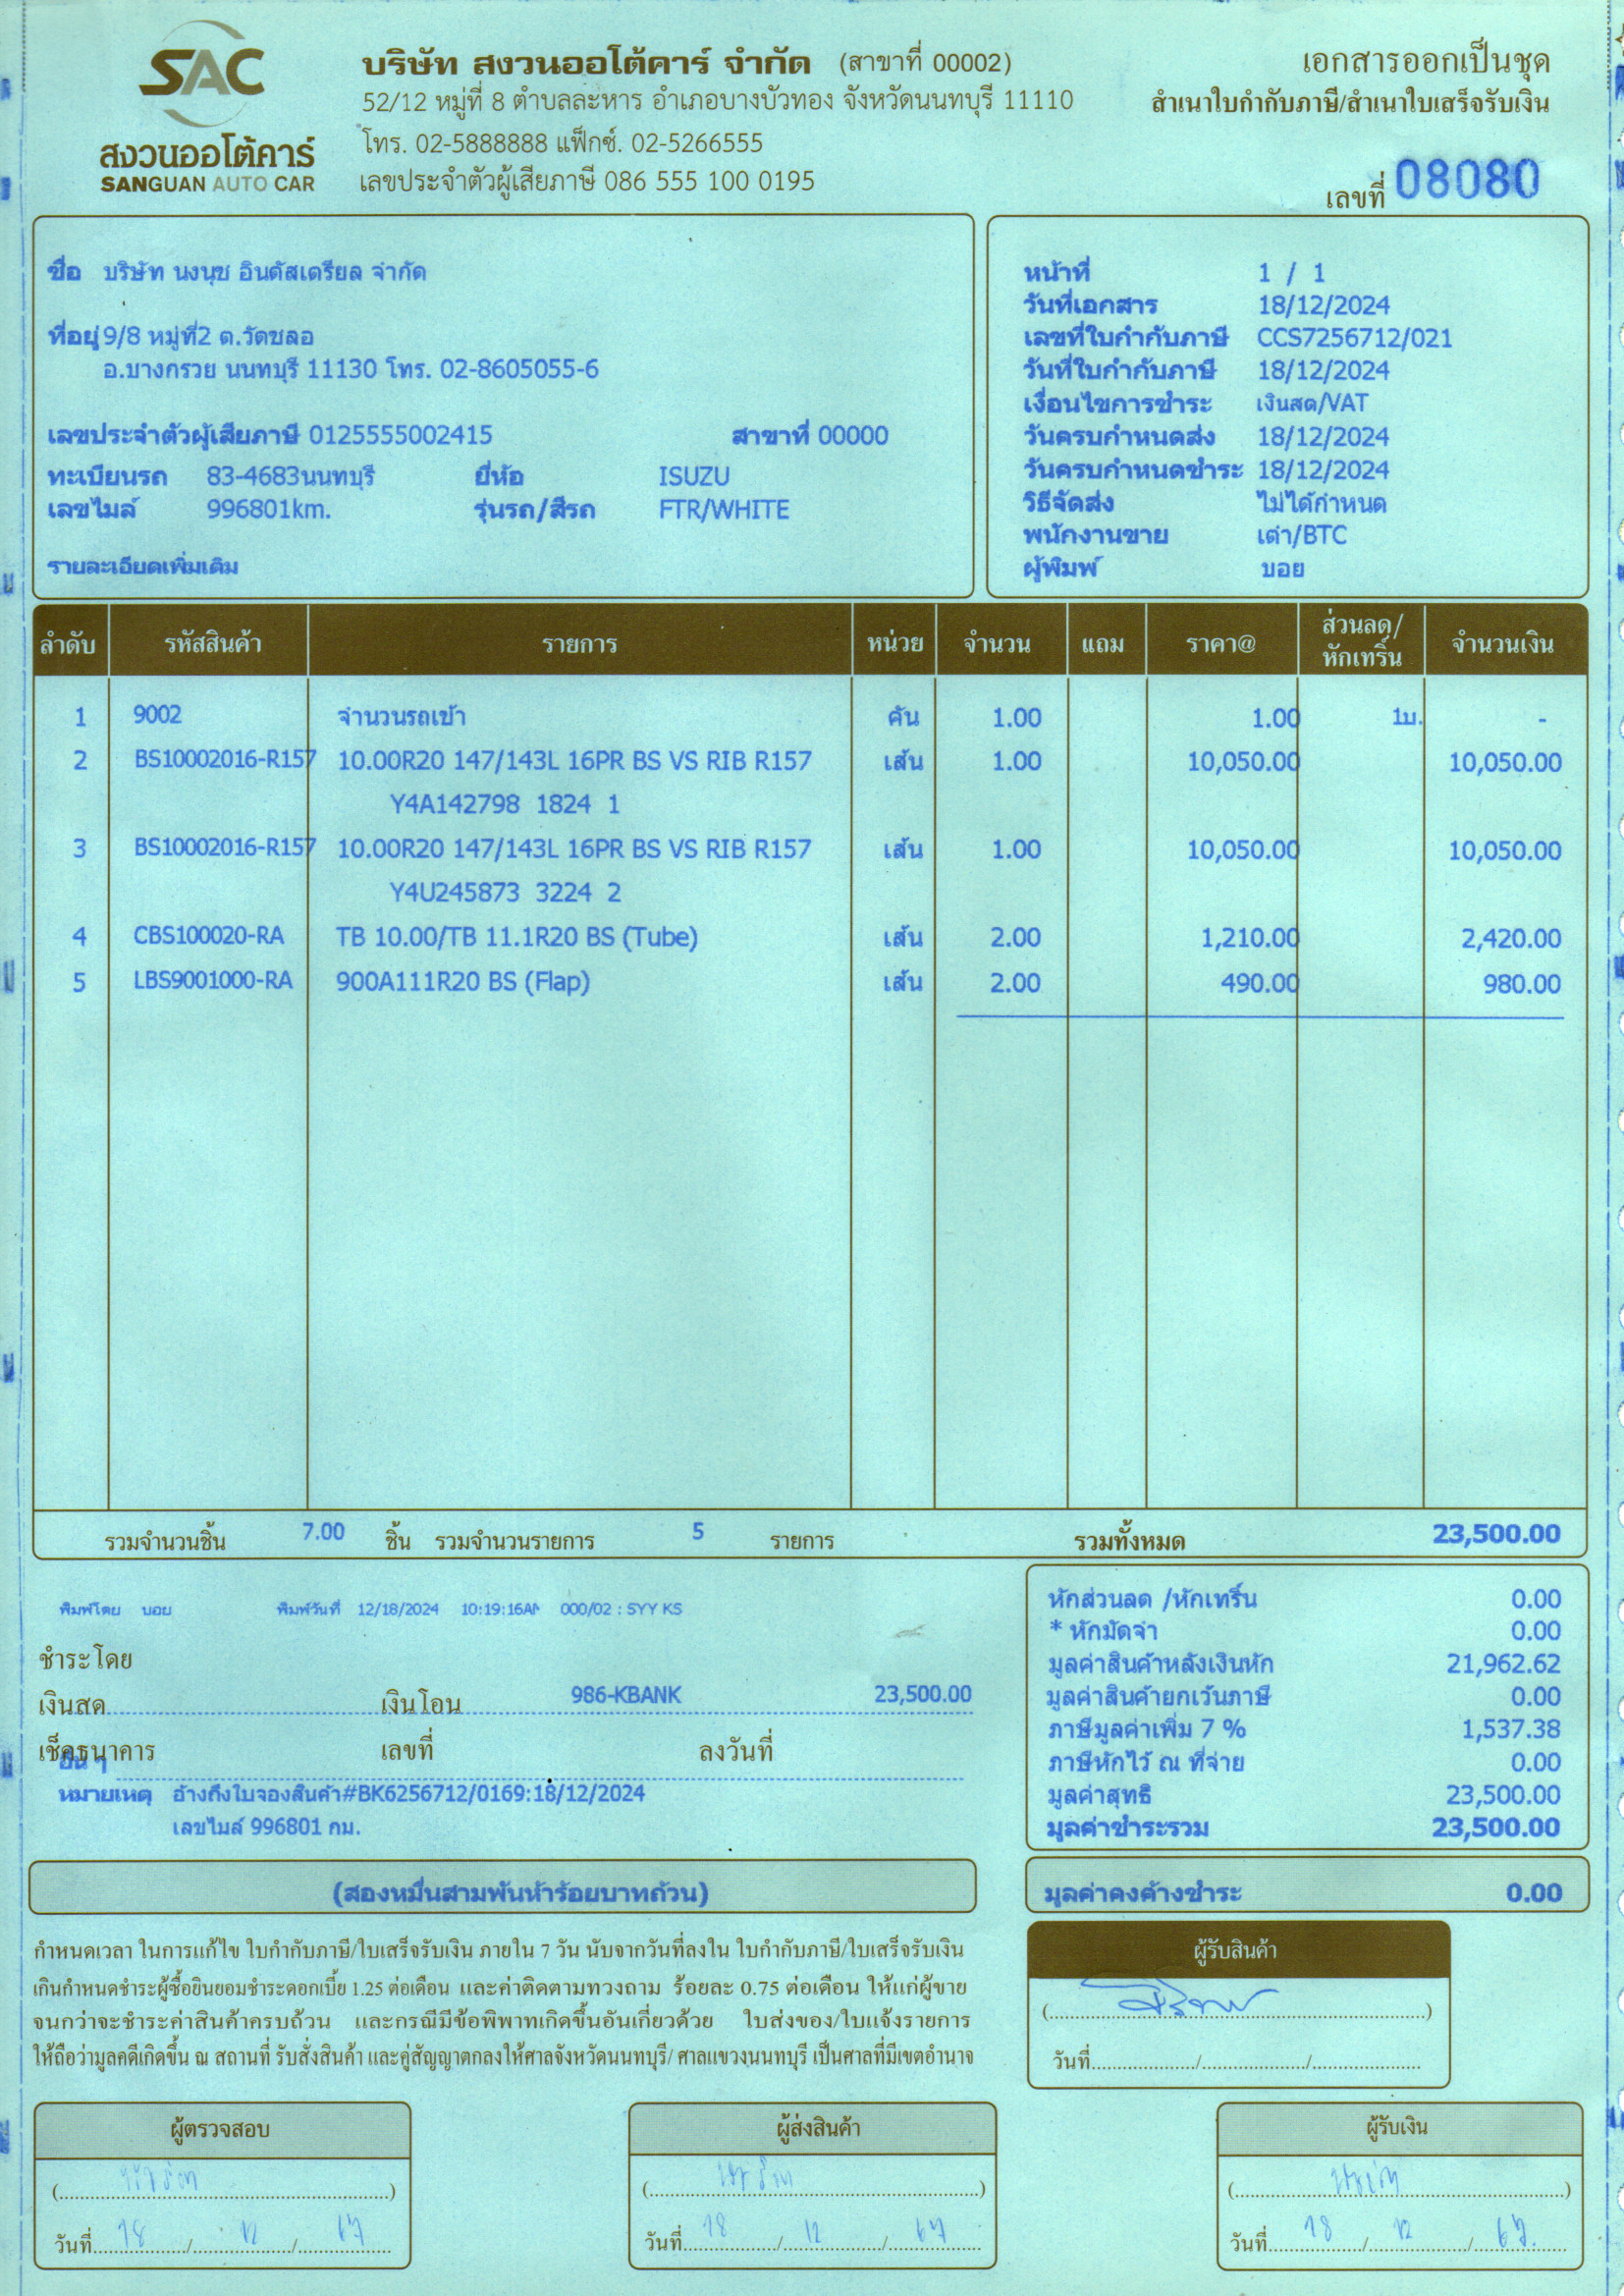 SAC
สงวนออโต้คาร์
SANGUAN AUTO CAR
บริษัท สงวนออโต้คาร์ จำกัด (สาขาที่ 00002)
52/12 หมู่ที่ 8 ตำบลละหาร อำเภอบางบัวทอง จังหวัดนนทบุรี 11110
โทร. 02-5888888 แฟ็กซ์. 02-5266555
เลขประจำตัวผู้เสียภาษี 086 555 100 0195
เอกสารออกเป็นชุด
สำเนาใบกำกับภาษี/สำเนาใบเสร็จรับเงิน
เลขที่ 08080
ชื่อ บริษัท นงนุช อินดัสเตรียล จำกัด
ที่อยู่ 9/8 หมู่ที่2 ต.วัดชลอ
อ.บางกรวย นนทบุรี 11130 โทร. 02-8605055-6
เลขประจำตัวผู้เสียภาษี 0125555002415 สาขาที่ 00000
ทะเบียนรถ 83-4683นนทบุรี ยี่ห้อ ISUZU
เลขไมล์ 996801km. รุ่นรถ/สีรถ FTR/WHITE
รายละเอียดเพิ่มเติม
หน้าที่ 1 / 1
วันที่เอกสาร 18/12/2024
เลขที่ใบกำกับภาษี CCS7256712/021
วันที่ใบกำกับภาษี 18/12/2024
เงื่อนไขการชำระ เงินสด/VAT
วันครบกำหนดส่ง 18/12/2024
วันครบกำหนดชำระ 18/12/2024
วิธีจัดส่ง ไม่ได้กำหนด
พนักงานขาย เต่า/BTC
ผู้พิมพ์ บอย
ลำดับ รหัสสินค้า รายการ หน่วย จำนวน แถม ราคา@ ส่วนลด/หักเทริ์น จำนวนเงิน
1 9002 จำนวนรถเข้า คัน 1.00 1.00 1บ. -
2 BS10002016-R157 10.00R20 147/143L 16PR BS VS RIB R157 เส้น 1.00 10,050.00 10,050.00
Y4A142798 1824 1
3 BS10002016-R157 10.00R20 147/143L 16PR BS VS RIB R157 เส้น 1.00 10,050.00 10,050.00
Y4U245873 3224 2
4 CBS100020-RA TB 10.00/TB 11.1R20 BS (Tube) เส้น 2.00 1,210.00 2,420.00
5 LBS9001000-RA 900A111R20 BS (Flap) เส้น 2.00 490.00 980.00
รวมจำนวนชิ้น 7.00 ชิ้น รวมจำนวนรายการ 5 รายการ รวมทั้งหมด 23,500.00
พิมพ์โดย บอย พิมพ์วันที่ 12/18/2024 10:19:16AM 000/02 : SYY KS
ชำระโดย
เงินสด เงินโอน 986-KBANK 23,500.00
เช็คธนาคาร เลขที่ ลงวันที่
อื่น ๆ
หมายเหตุ อ้างถึงใบจองสินค้า#BK6256712/0169:18/12/2024
เลขไมล์ 996801 กม.
หักส่วนลด /หักเทริ์น 0.00
* หักมัดจำ 0.00
มูลค่าสินค้าหลังเงินหัก 21,962.62
มูลค่าสินค้ายกเว้นภาษี 0.00
ภาษีมูลค่าเพิ่ม 7 % 1,537.38
ภาษีหักไว้ ณ ที่จ่าย 0.00
มูลค่าสุทธิ 23,500.00
มูลค่าชำระรวม 23,500.00
(สองหมื่นสามพันห้าร้อยบาทถ้วน)
มูลค่าคงค้างชำระ 0.00
กำหนดเวลา ในการแก้ไข ใบกำกับภาษี/ใบเสร็จรับเงิน ภายใน 7 วัน นับจากวันที่ลงใน ใบกำกับภาษี/ใบเสร็จรับเงิน
เกินกำหนดชำระผู้ซื้อยินยอมชำระดอกเบี้ย 1.25 ต่อเดือน และค่าติดตามทวงถาม ร้อยละ 0.75 ต่อเดือน ให้แก่ผู้ขาย
จนกว่าจะชำระค่าสินค้าครบถ้วน และกรณีมีข้อพิพาทเกิดขึ้นอันเกี่ยวด้วย ใบส่งของ/ใบแจ้งรายการ
ให้ถือว่ามูลคดีเกิดขึ้น ณ สถานที่ รับสั่งสินค้า และคู่สัญญาตกลงให้ศาลจังหวัดนนทบุรี/ ศาลแขวงนนทบุรี เป็นศาลที่มีเขตอำนาจ
ผู้รับสินค้า
วันที่ / /
ผู้ตรวจสอบ ผู้ส่งสินค้า ผู้รับเงิน
วันที่ 18 / 12 / 67 วันที่ 18 / 12 / 67 วันที่ 18 / 12 / 67